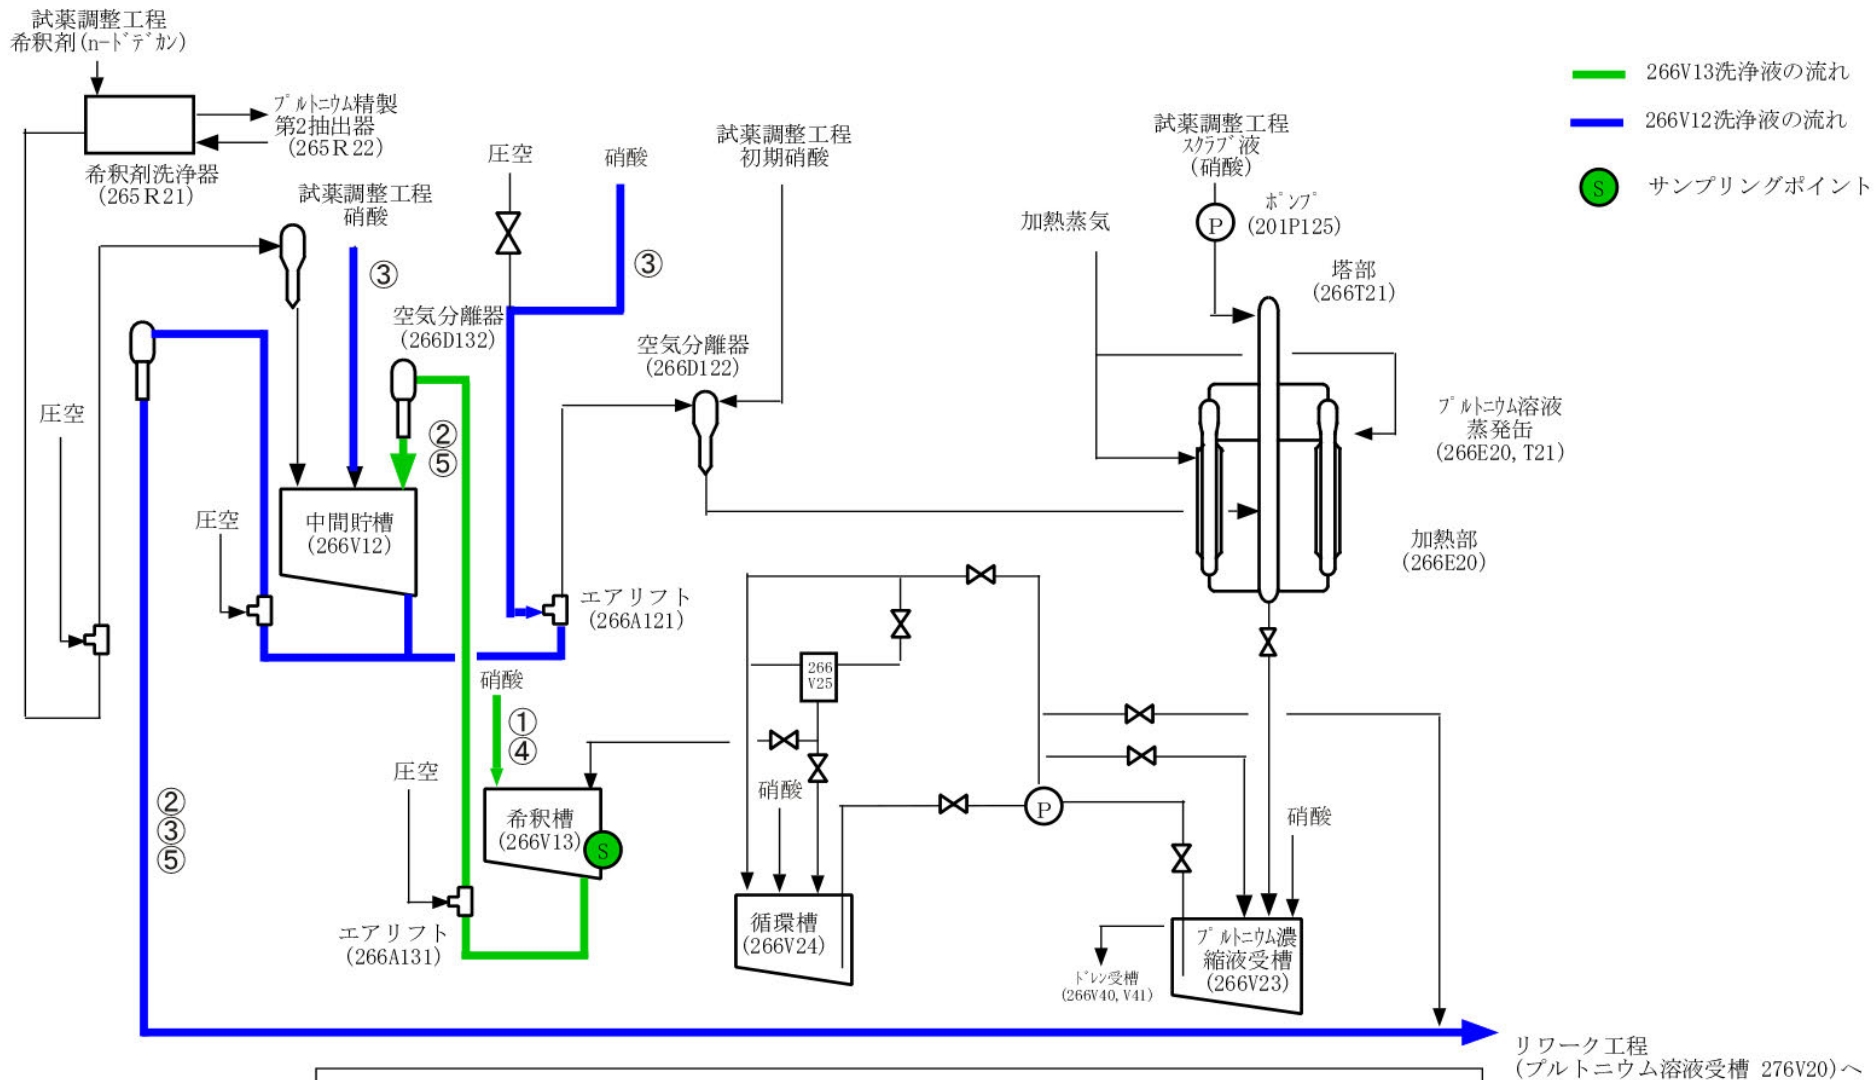 試薬調整工程
希釈剤(n-ﾄﾞﾃﾞｶﾝ)
ﾌﾟﾙﾄﾆｳﾑ精製
第2抽出器
(265R22)
希釈剤洗浄器
(265R21)
試薬調整工程
硝酸
③
圧空
硝酸
③
試薬調整工程
初期硝酸
試薬調整工程
ｽｸﾗﾌﾞ液
(硝酸)
ﾎﾟﾝﾌﾟ
(201P125)
P
加熱蒸気
塔部
(266T21)
266V13洗浄液の流れ
266V12洗浄液の流れ
S
サンプリングポイント
空気分離器
(266D132)
空気分離器
(266D122)
圧空
②
⑤
ﾌﾟﾙﾄﾆｳﾑ溶液
蒸発缶
(266E20,T21)
圧空
中間貯槽
(266V12)
加熱部
(266E20)
エアリフト
(266A121)
硝酸
①
④
266
V25
圧空
硝酸
②
③
⑤
希釈槽
(266V13)
S
P
硝酸
エアリフト
(266A131)
循環槽
(266V24)
ﾄﾞﾚﾝ受槽
(266V40,V41)
ﾌﾟﾙﾄﾆｳﾑ濃
縮液受槽
(266V23)
リワーク工程
(プルトニウム溶液受槽 276V20)へ